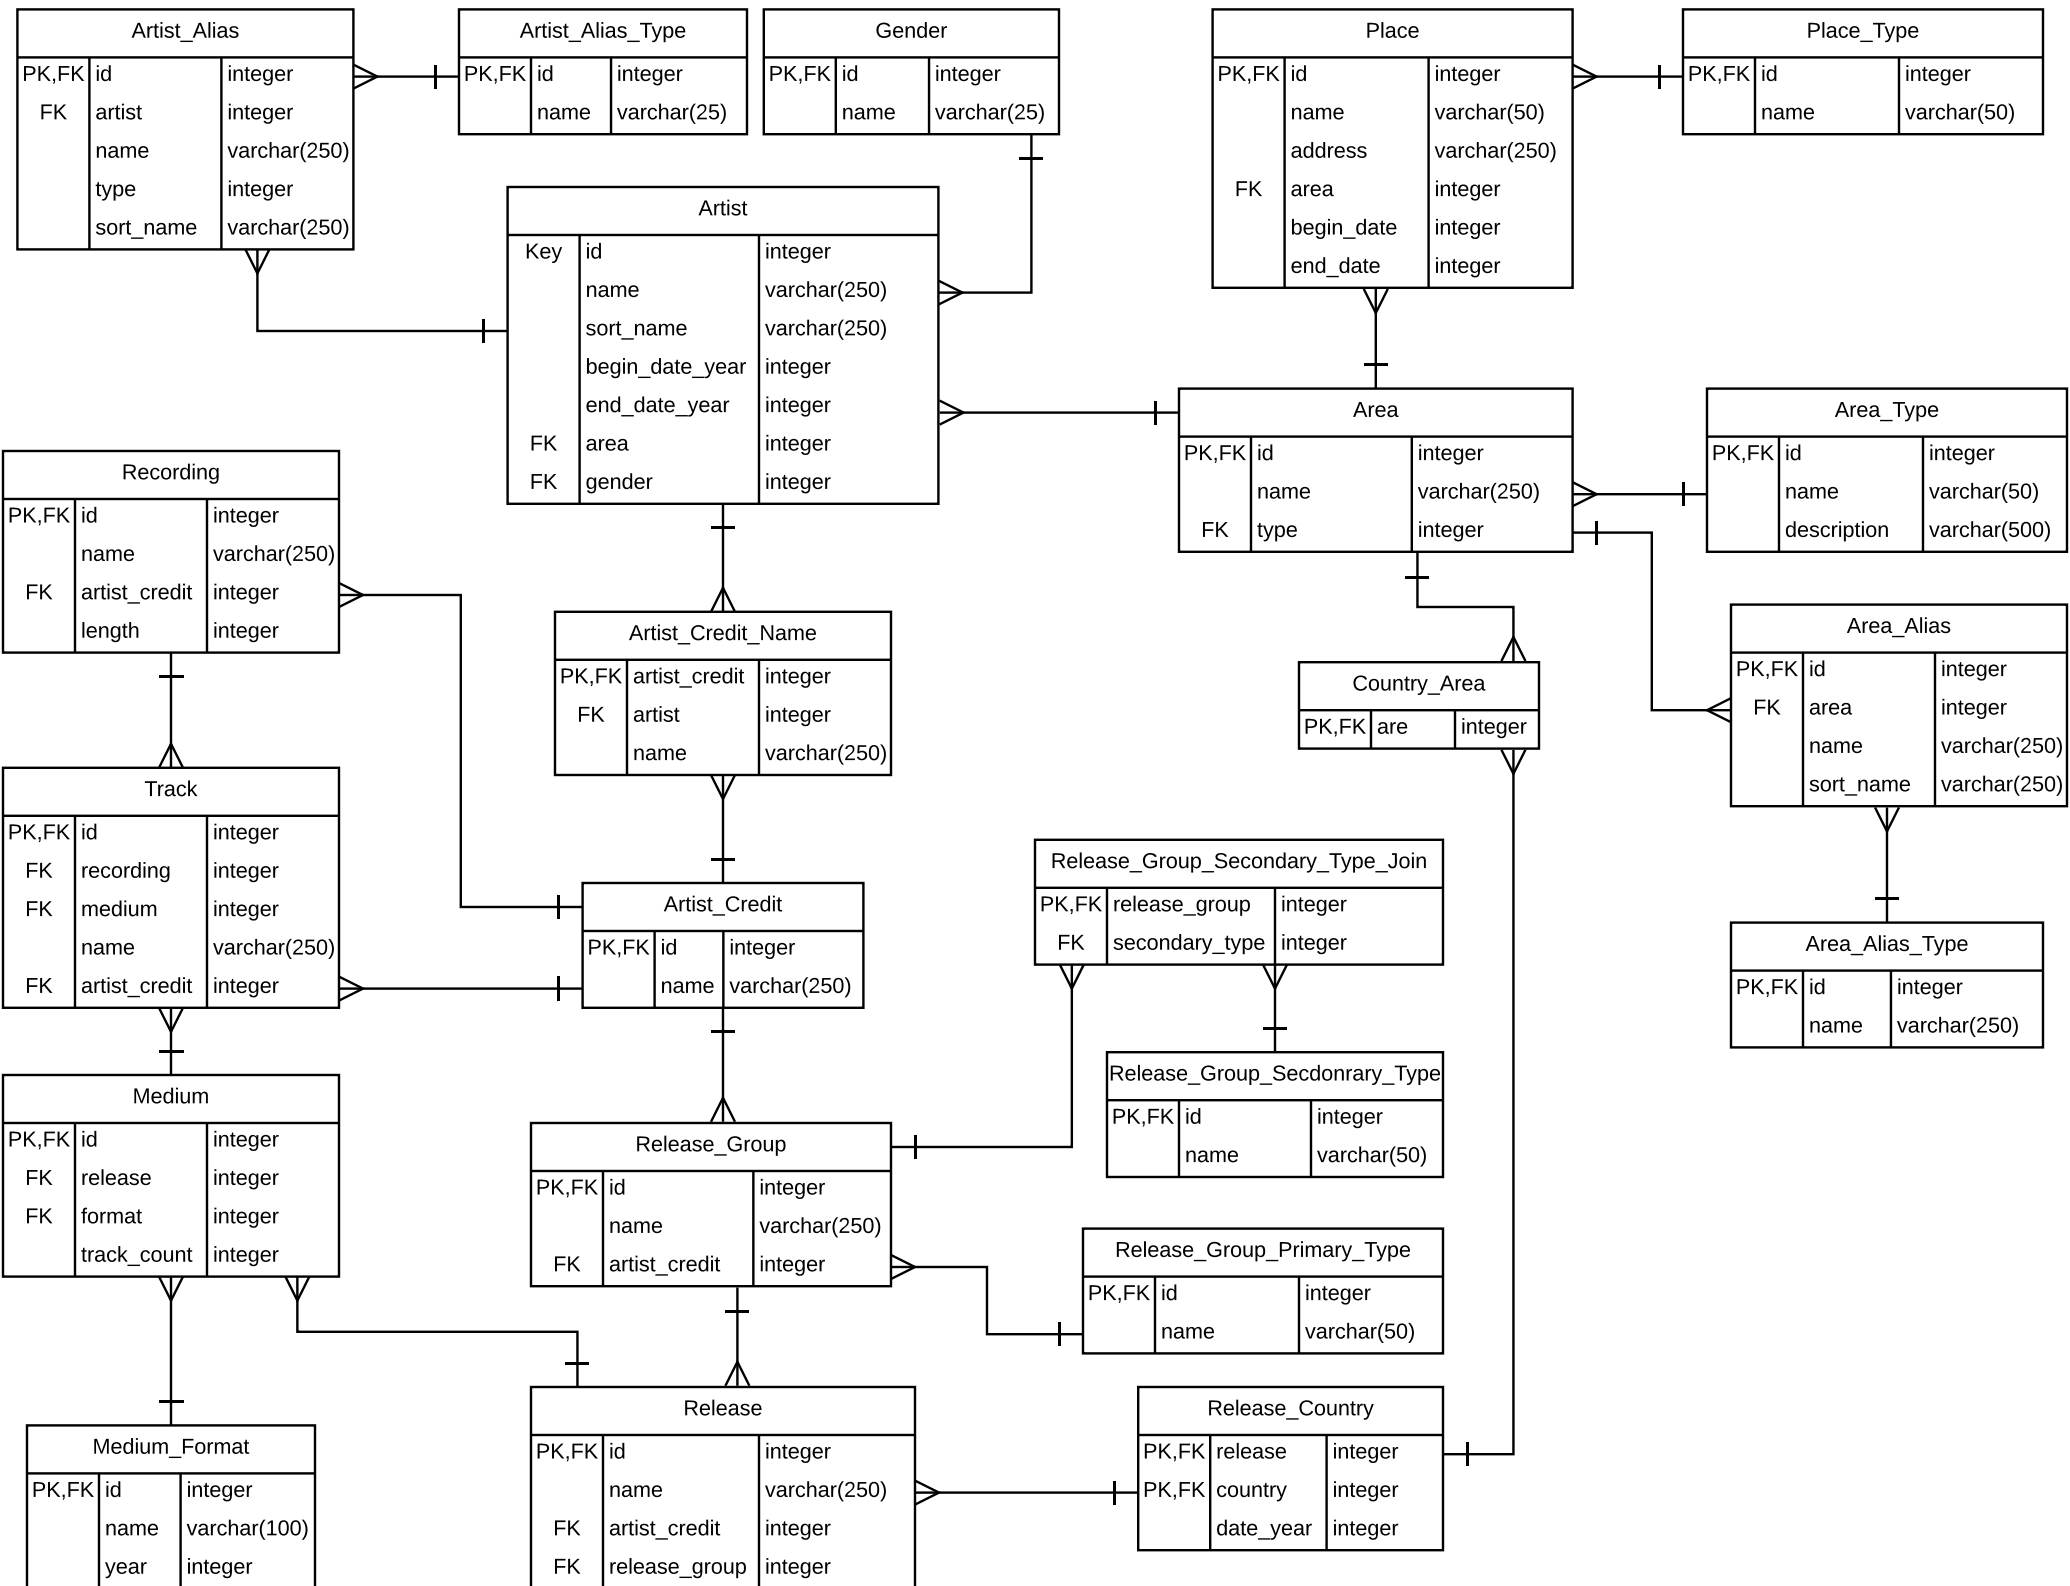 Artist_Alias
PK,FK id integer
FK artist integer
name varchar(250)
type integer
sort_name varchar(250)
Artist_Alias_Type
PK,FK id integer
name varchar(25)
Gender
PK,FK id integer
name varchar(25)
Place
PK,FK id integer
name varchar(50)
address varchar(250)
FK area integer
begin_date integer
end_date integer
Place_Type
PK,FK id integer
name varchar(50)
Artist
Key id integer
name varchar(250)
sort_name varchar(250)
begin_date_year integer
end_date_year integer
FK area integer
FK gender integer
Area
PK,FK id integer
name varchar(250)
FK type integer
Area_Type
PK,FK id integer
name varchar(50)
description varchar(500)
Recording
PK,FK id integer
name varchar(250)
FK artist_credit integer
length integer
Artist_Credit_Name
PK,FK artist_credit integer
FK artist integer
name varchar(250)
Country_Area
PK,FK are integer
Area_Alias
PK,FK id integer
FK area integer
name varchar(250)
sort_name varchar(250)
Track
PK,FK id integer
FK recording integer
FK medium integer
name varchar(250)
FK artist_credit integer
Artist_Credit
PK,FK id integer
name varchar(250)
Release_Group_Secondary_Type_Join
PK,FK release_group integer
FK secondary_type integer
Area_Alias_Type
PK,FK id integer
name varchar(250)
Release_Group_Secdonrary_Type
PK,FK id integer
name varchar(50)
Medium
PK,FK id integer
FK release integer
FK format integer
track_count integer
Release_Group
PK,FK id integer
name varchar(250)
FK artist_credit integer
Release_Group_Primary_Type
PK,FK id integer
name varchar(50)
Medium_Format
PK,FK id integer
name varchar(100)
year integer
Release
PK,FK id integer
name varchar(250)
FK artist_credit integer
FK release_group integer
Release_Country
PK,FK release integer
PK,FK country integer
date_year integer